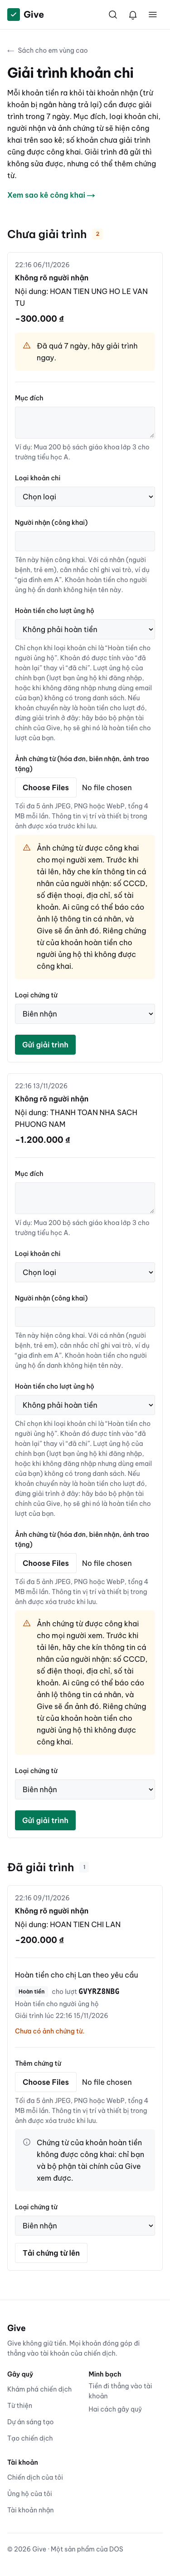 Give
← Sách cho em vùng cao
Giải trình khoản chi
Mỗi khoản tiền ra khỏi tài khoản nhận (trừ
khoản bị ngân hàng trả lại) cần được giải
trình trong 7 ngày. Mục đích, loại khoản chi,
người nhận và ảnh chứng từ sẽ hiện công
khai trên sao kê; số khoản chưa giải trình
cũng được công khai. Giải trình đã gửi thì
không sửa được, nhưng có thể thêm chứng
từ.
Xem sao kê công khai →
Chưa giải trình 2
22:16 06/11/2026
Không rõ người nhận
Nội dung: HOAN TIEN UNG HO LE VAN
TU
-300.000 ₫
Đã quá 7 ngày, hãy giải trình
ngay.
Mục đích
Ví dụ: Mua 200 bộ sách giáo khoa lớp 3 cho
trường tiểu học A.
Loại khoản chi
Chọn loại
Người nhận (công khai)
Tên này hiện công khai. Với cá nhân (người
bệnh, trẻ em), cân nhắc chỉ ghi vai trò, ví dụ
“gia đình em A”. Khoản hoàn tiền cho người
ủng hộ ẩn danh không hiện tên này.
Hoàn tiền cho lượt ủng hộ
Không phải hoàn tiền
Chỉ chọn khi loại khoản chi là “Hoàn tiền cho
người ủng hộ”. Khoản đó được tính vào “đã
hoàn lại” thay vì “đã chi”. Lượt ủng hộ của
chính bạn (lượt bạn ủng hộ khi đăng nhập,
hoặc khi không đăng nhập nhưng dùng email
của bạn) không có trong danh sách. Nếu
khoản chuyển này là hoàn tiền cho lượt đó,
đừng giải trình ở đây: hãy báo bộ phận tài
chính của Give, họ sẽ ghi nó là hoàn tiền cho
lượt của bạn.
Ảnh chứng từ (hóa đơn, biên nhận, ảnh trao
tặng)
Choose Files No file chosen
Tối đa 5 ảnh JPEG, PNG hoặc WebP, tổng 4
MB mỗi lần. Thông tin vị trí và thiết bị trong
ảnh được xóa trước khi lưu.
Ảnh chứng từ được công khai
cho mọi người xem. Trước khi
tải lên, hãy che kín thông tin cá
nhân của người nhận: số CCCD,
số điện thoại, địa chỉ, số tài
khoản. Ai cũng có thể báo cáo
ảnh lộ thông tin cá nhân, và
Give sẽ ẩn ảnh đó. Riêng chứng
từ của khoản hoàn tiền cho
người ủng hộ thì không được
công khai.
Loại chứng từ
Biên nhận
Gửi giải trình
22:16 13/11/2026
Không rõ người nhận
Nội dung: THANH TOAN NHA SACH
PHUONG NAM
-1.200.000 ₫
Mục đích
Ví dụ: Mua 200 bộ sách giáo khoa lớp 3 cho
trường tiểu học A.
Loại khoản chi
Chọn loại
Người nhận (công khai)
Tên này hiện công khai. Với cá nhân (người
bệnh, trẻ em), cân nhắc chỉ ghi vai trò, ví dụ
“gia đình em A”. Khoản hoàn tiền cho người
ủng hộ ẩn danh không hiện tên này.
Hoàn tiền cho lượt ủng hộ
Không phải hoàn tiền
Chỉ chọn khi loại khoản chi là “Hoàn tiền cho
người ủng hộ”. Khoản đó được tính vào “đã
hoàn lại” thay vì “đã chi”. Lượt ủng hộ của
chính bạn (lượt bạn ủng hộ khi đăng nhập,
hoặc khi không đăng nhập nhưng dùng email
của bạn) không có trong danh sách. Nếu
khoản chuyển này là hoàn tiền cho lượt đó,
đừng giải trình ở đây: hãy báo bộ phận tài
chính của Give, họ sẽ ghi nó là hoàn tiền cho
lượt của bạn.
Ảnh chứng từ (hóa đơn, biên nhận, ảnh trao
tặng)
Choose Files No file chosen
Tối đa 5 ảnh JPEG, PNG hoặc WebP, tổng 4
MB mỗi lần. Thông tin vị trí và thiết bị trong
ảnh được xóa trước khi lưu.
Ảnh chứng từ được công khai
cho mọi người xem. Trước khi
tải lên, hãy che kín thông tin cá
nhân của người nhận: số CCCD,
số điện thoại, địa chỉ, số tài
khoản. Ai cũng có thể báo cáo
ảnh lộ thông tin cá nhân, và
Give sẽ ẩn ảnh đó. Riêng chứng
từ của khoản hoàn tiền cho
người ủng hộ thì không được
công khai.
Loại chứng từ
Biên nhận
Gửi giải trình
Đã giải trình 1
22:16 09/11/2026
Không rõ người nhận
Nội dung: HOAN TIEN CHI LAN
-200.000 ₫
Hoàn tiền cho chị Lan theo yêu cầu
Hoàn tiền cho lượt GVYRZ8NBG
Hoàn tiền cho người ủng hộ
Giải trình lúc 22:16 15/11/2026
Chưa có ảnh chứng từ.
Thêm chứng từ
Choose Files No file chosen
Tối đa 5 ảnh JPEG, PNG hoặc WebP, tổng 4
MB mỗi lần. Thông tin vị trí và thiết bị trong
ảnh được xóa trước khi lưu.
Chứng từ của khoản hoàn tiền
không được công khai: chỉ bạn
và bộ phận tài chính của Give
xem được.
Loại chứng từ
Biên nhận
Tải chứng từ lên
Give
Give không giữ tiền. Mọi khoản đóng góp đi
thẳng vào tài khoản của chiến dịch.
Gây quỹ
Khám phá chiến dịch
Từ thiện
Dự án sáng tạo
Tạo chiến dịch
Minh bạch
Tiền đi thẳng vào tài
khoản
Hai cách gây quỹ
Tài khoản
Chiến dịch của tôi
Ủng hộ của tôi
Tài khoản nhận
© 2026 Give · Một sản phẩm của DOS